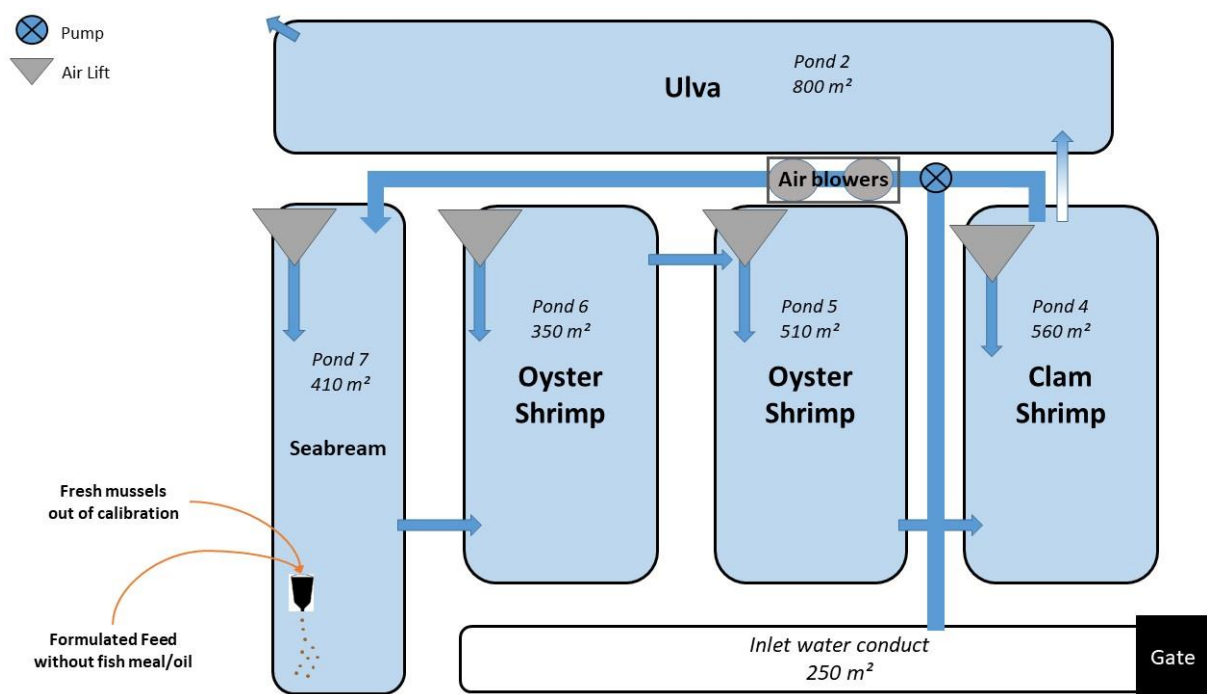 Pump
Air Lift
Pond 2
800 m²
Ulva
Air blowers
Pond 7
410 m²
Seabream
Pond 6
350 m²
Oyster
Shrimp
Pond 5
510 m²
Oyster
Shrimp
Pond 4
560 m²
Clam
Shrimp
Fresh mussels
out of calibration
Formulated Feed
without fish meal/oil
Inlet water conduct
250 m²
Gate